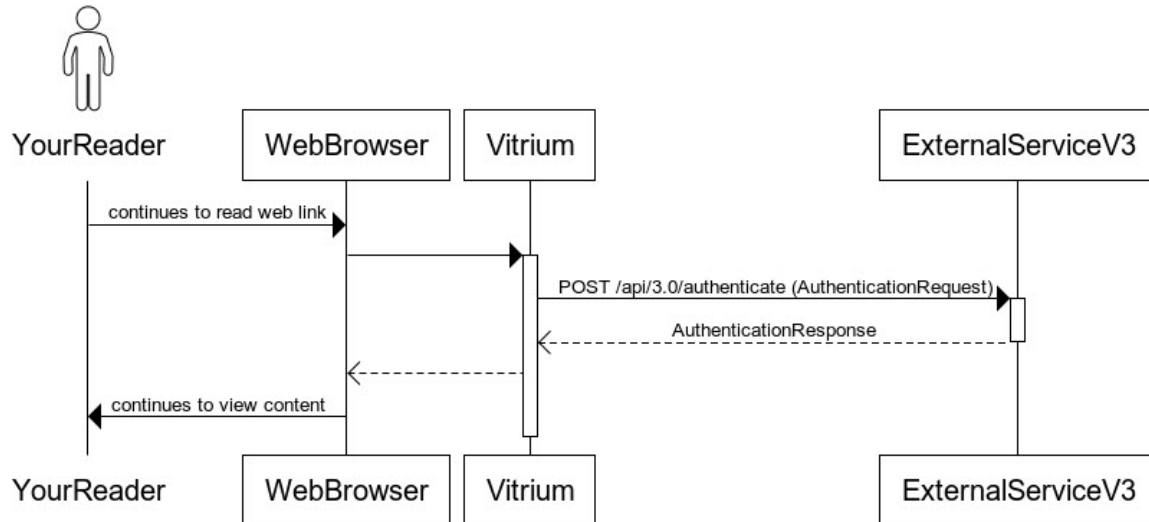 YourReader
WebBrowser
Vitrium
ExternalServiceV3
continues to read web link
POST /api/3.0/authenticate (AuthenticationRequest)
AuthenticationResponse
continues to view content
YourReader
WebBrowser
Vitrium
ExternalServiceV3